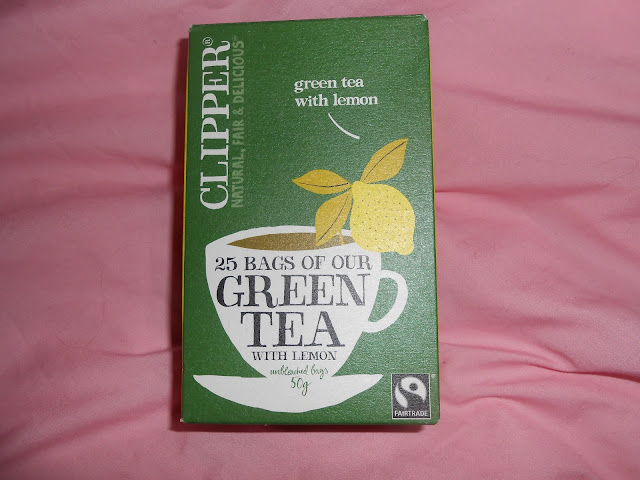 CLIPPER®
NATURAL, FAIR & DELICIOUS™
green tea
with lemon
25 BAGS OF OUR
GREEN
TEA
WITH LEMON
unbleached bags
50g
FAIRTRADE